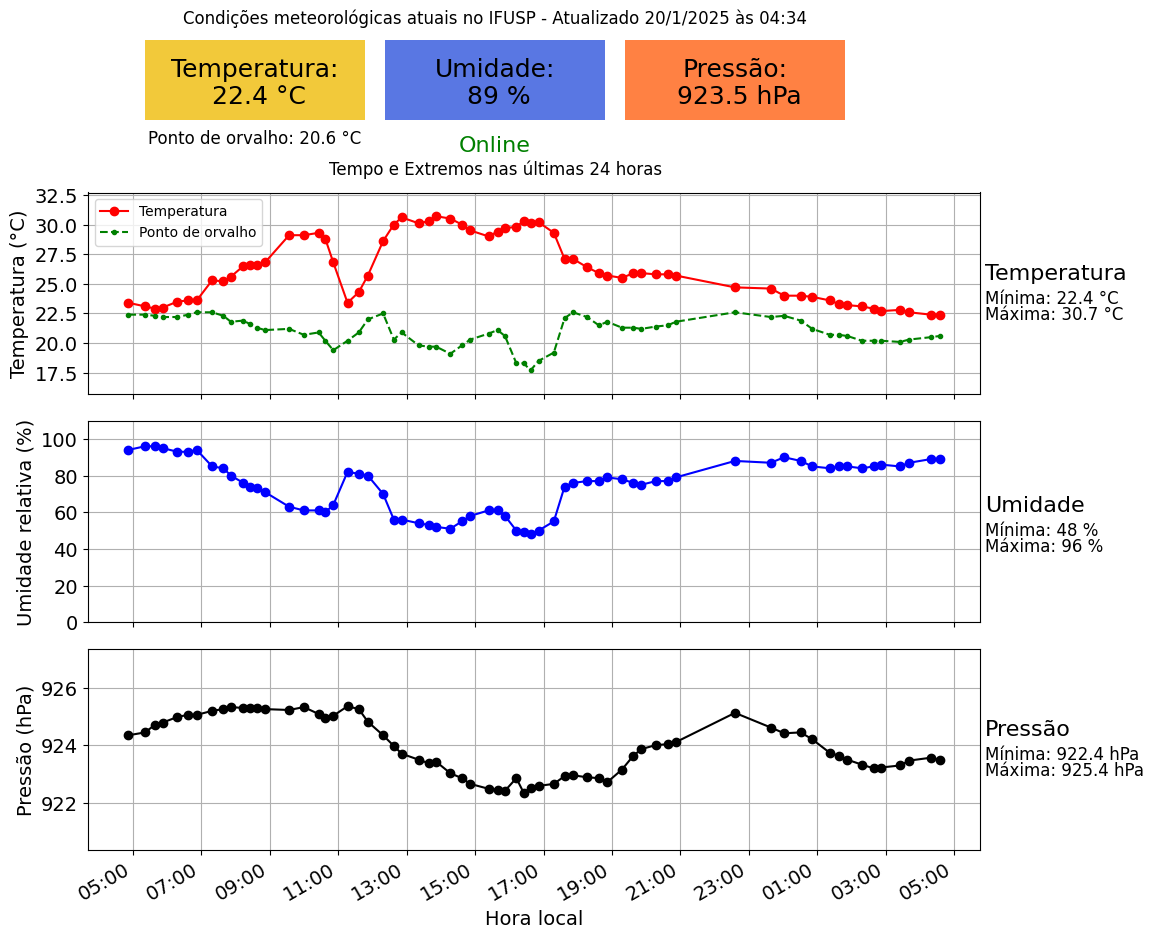 Condições meteorológicas atuais no IFUSP - Atualizado 20/1/2025 às 04:34
Temperatura:
22.4 °C
Umidade:
89 %
Pressão:
923.5 hPa
Ponto de orvalho: 20.6 °C
Online
Tempo e Extremos nas últimas 24 horas
Temperatura (°C)
32.5
30.0
27.5
25.0
22.5
20.0
17.5
Temperatura
Ponto de orvalho
Temperatura
Mínima: 22.4 °C
Máxima: 30.7 °C
Umidade relativa (%)
100
80
60
40
20
0
Umidade
Mínima: 48 %
Máxima: 96 %
Pressão (hPa)
926
924
922
Pressão
Mínima: 922.4 hPa
Máxima: 925.4 hPa
05:00 07:00 09:00 11:00 13:00 15:00 17:00 19:00 21:00 23:00 01:00 03:00 05:00
Hora local